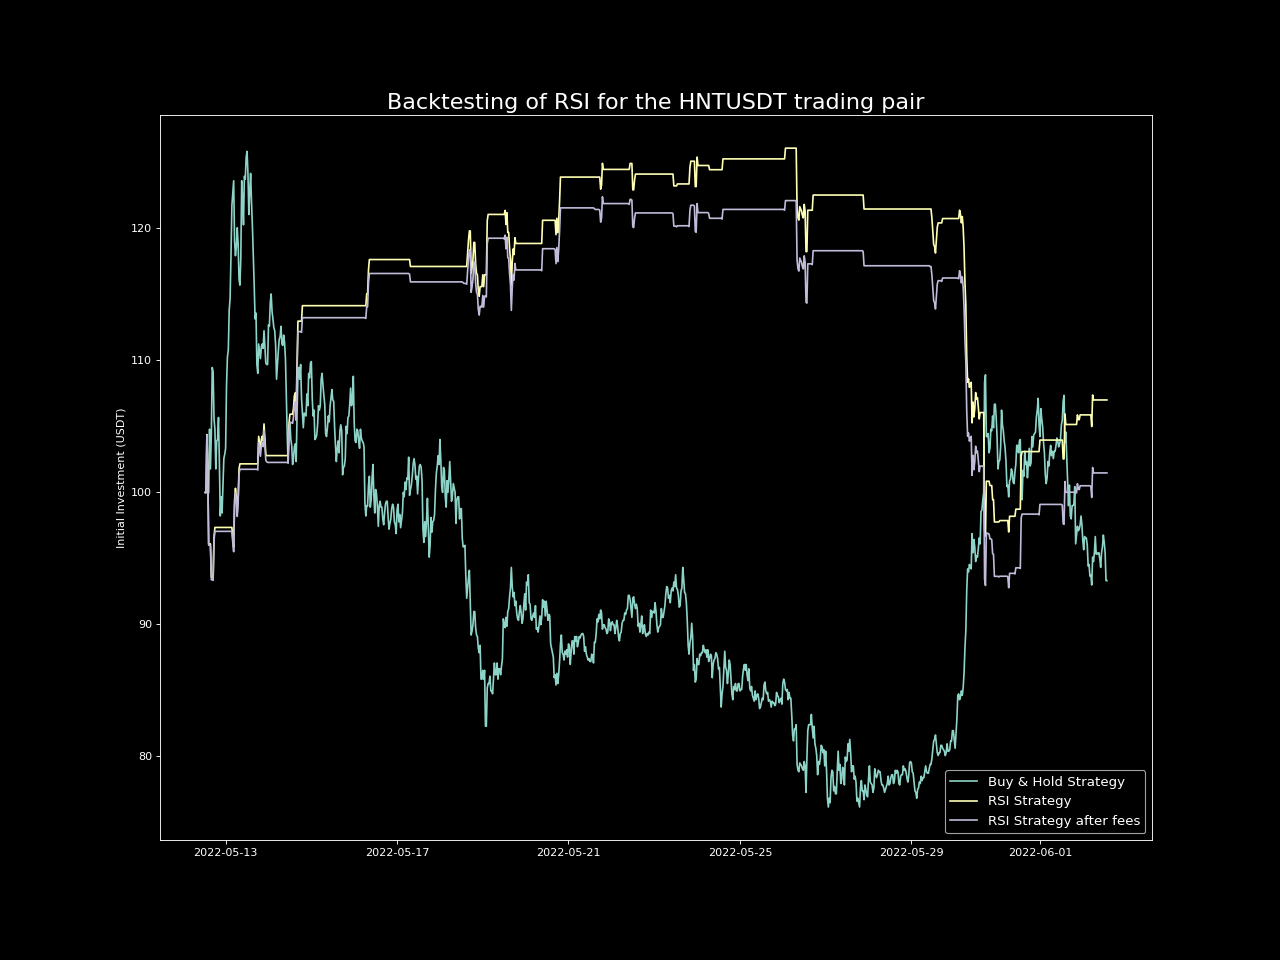 Backtesting of RSI for the HNTUSDT trading pair
Initial Investment (USDT)
120
110
100
90
80
2022-05-13
2022-05-17
2022-05-21
2022-05-25
2022-05-29
2022-06-01
Buy & Hold Strategy
RSI Strategy
RSI Strategy after fees